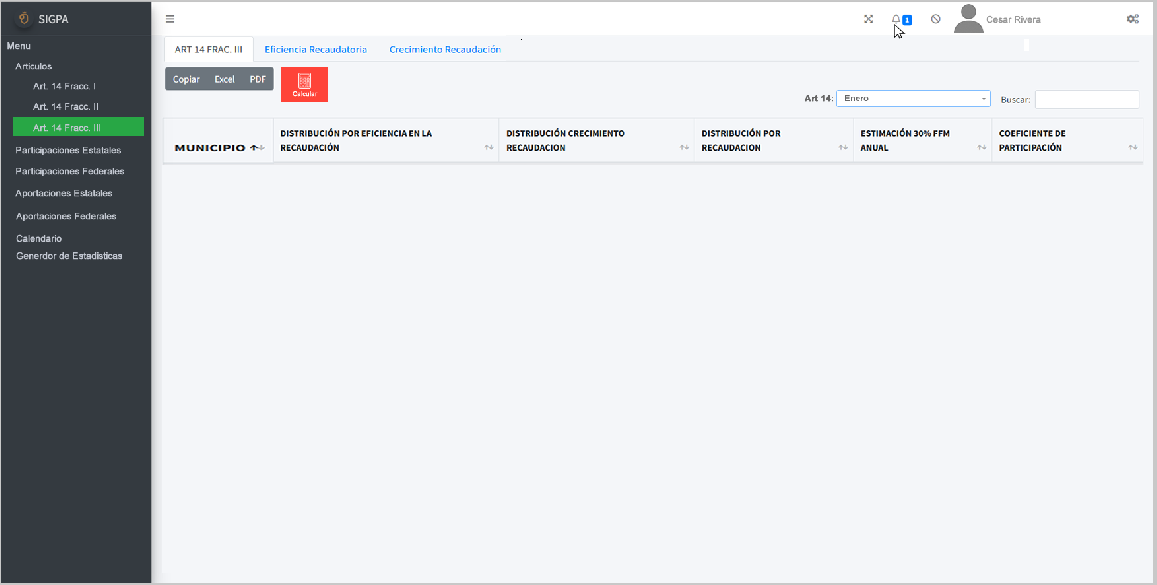 SIGPA
1
Cesar Rivera
Menu
Articulos
Art. 14 Fracc. I
Art. 14 Fracc. II
Art. 14 Fracc. III
Participaciones Estatales
Participaciones Federales
Aportaciones Estatales
Aportaciones Federales
Calendario
Generdor de Estadisticas
ART 14 FRAC. III
Eficiencia Recaudatoria
Crecimiento Recaudación
Copiar
Excel
PDF
Calcular
Art 14:
Enero
Buscar:
MUNICIPIO
DISTRIBUCIÓN POR EFICIENCIA EN LA
RECAUDACIÓN
DISTRIBUCIÓN CRECIMIENTO
RECAUDACION
DISTRIBUCIÓN POR
RECAUDACION
ESTIMACIÓN 30% FFM
ANUAL
COEFICIENTE DE
PARTICIPACIÓN